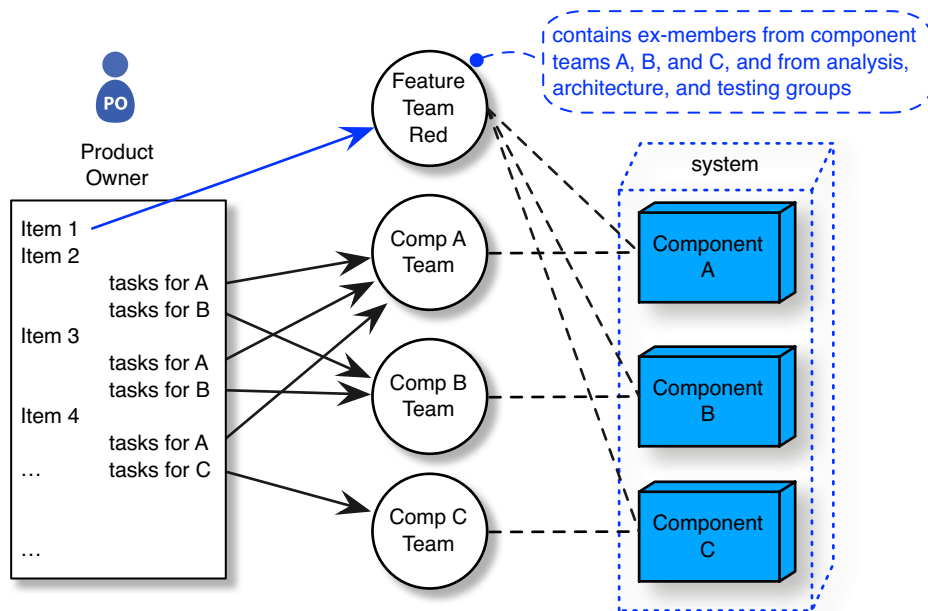 contains ex-members from component
teams A, B, and C, and from analysis,
architecture, and testing groups
PO
Product
Owner
Item 1
Item 2
tasks for A
tasks for B
Item 3
tasks for A
tasks for B
Item 4
tasks for A
... tasks for C
...
Feature
Team
Red
Comp A
Team
Comp B
Team
Comp C
Team
system
Component
A
Component
B
Component
C